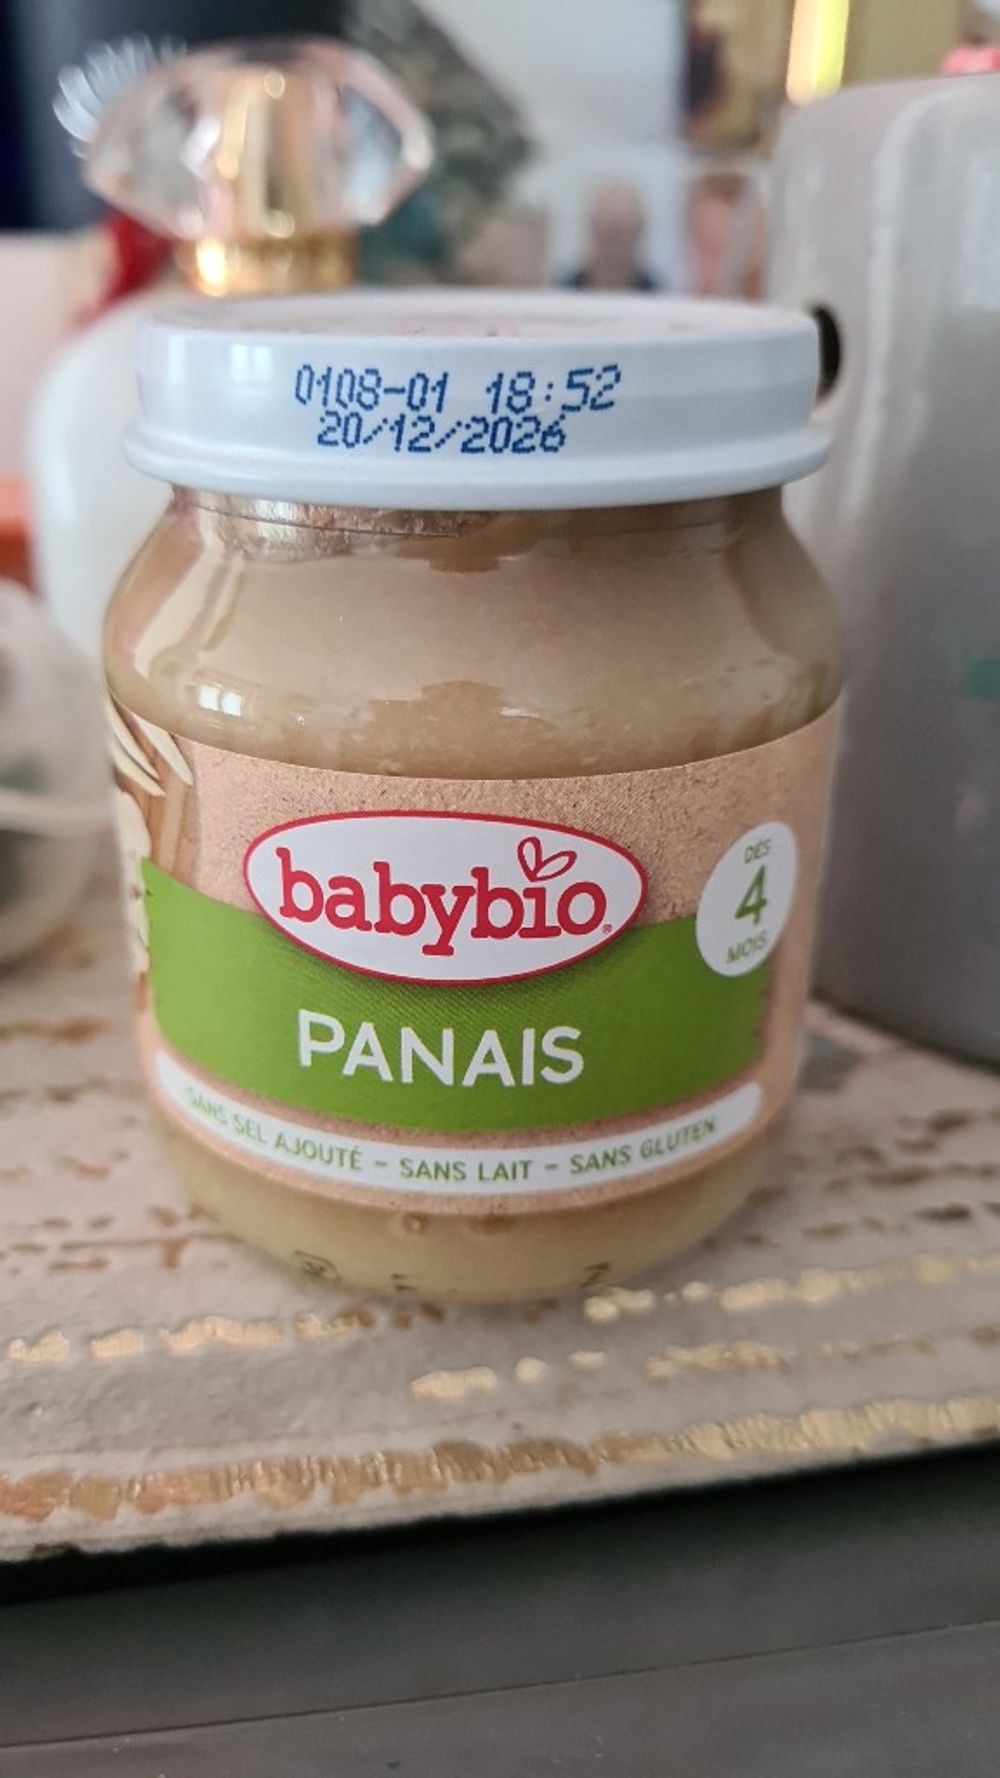 0108-01 18:52
20/12/2026
babybio®
DÈS
4
MOIS
PANAIS
SANS SEL AJOUTÉ - SANS LAIT - SANS GLUTEN